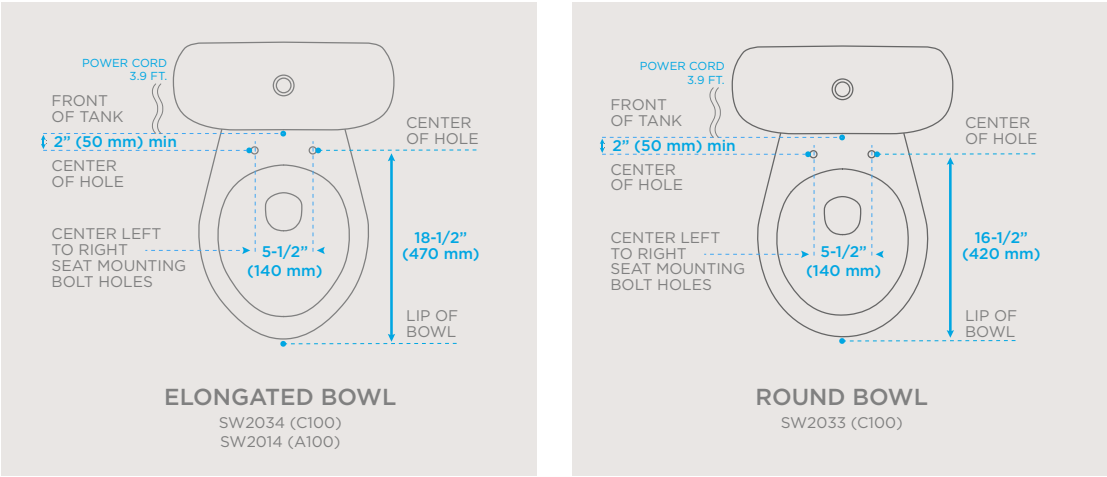 POWER CORD
3.9 FT.
FRONT
OF TANK
2” (50 mm) min
CENTER
OF HOLE
CENTER
OF HOLE
CENTER LEFT
TO RIGHT
SEAT MOUNTING
BOLT HOLES
5-1/2”
(140 mm)
18-1/2”
(470 mm)
LIP OF
BOWL
ELONGATED BOWL
SW2034 (C100)
SW2014 (A100)
POWER CORD
3.9 FT.
FRONT
OF TANK
2” (50 mm) min
CENTER
OF HOLE
CENTER
OF HOLE
CENTER LEFT
TO RIGHT
SEAT MOUNTING
BOLT HOLES
5-1/2”
(140 mm)
16-1/2”
(420 mm)
LIP OF
BOWL
ROUND BOWL
SW2033 (C100)